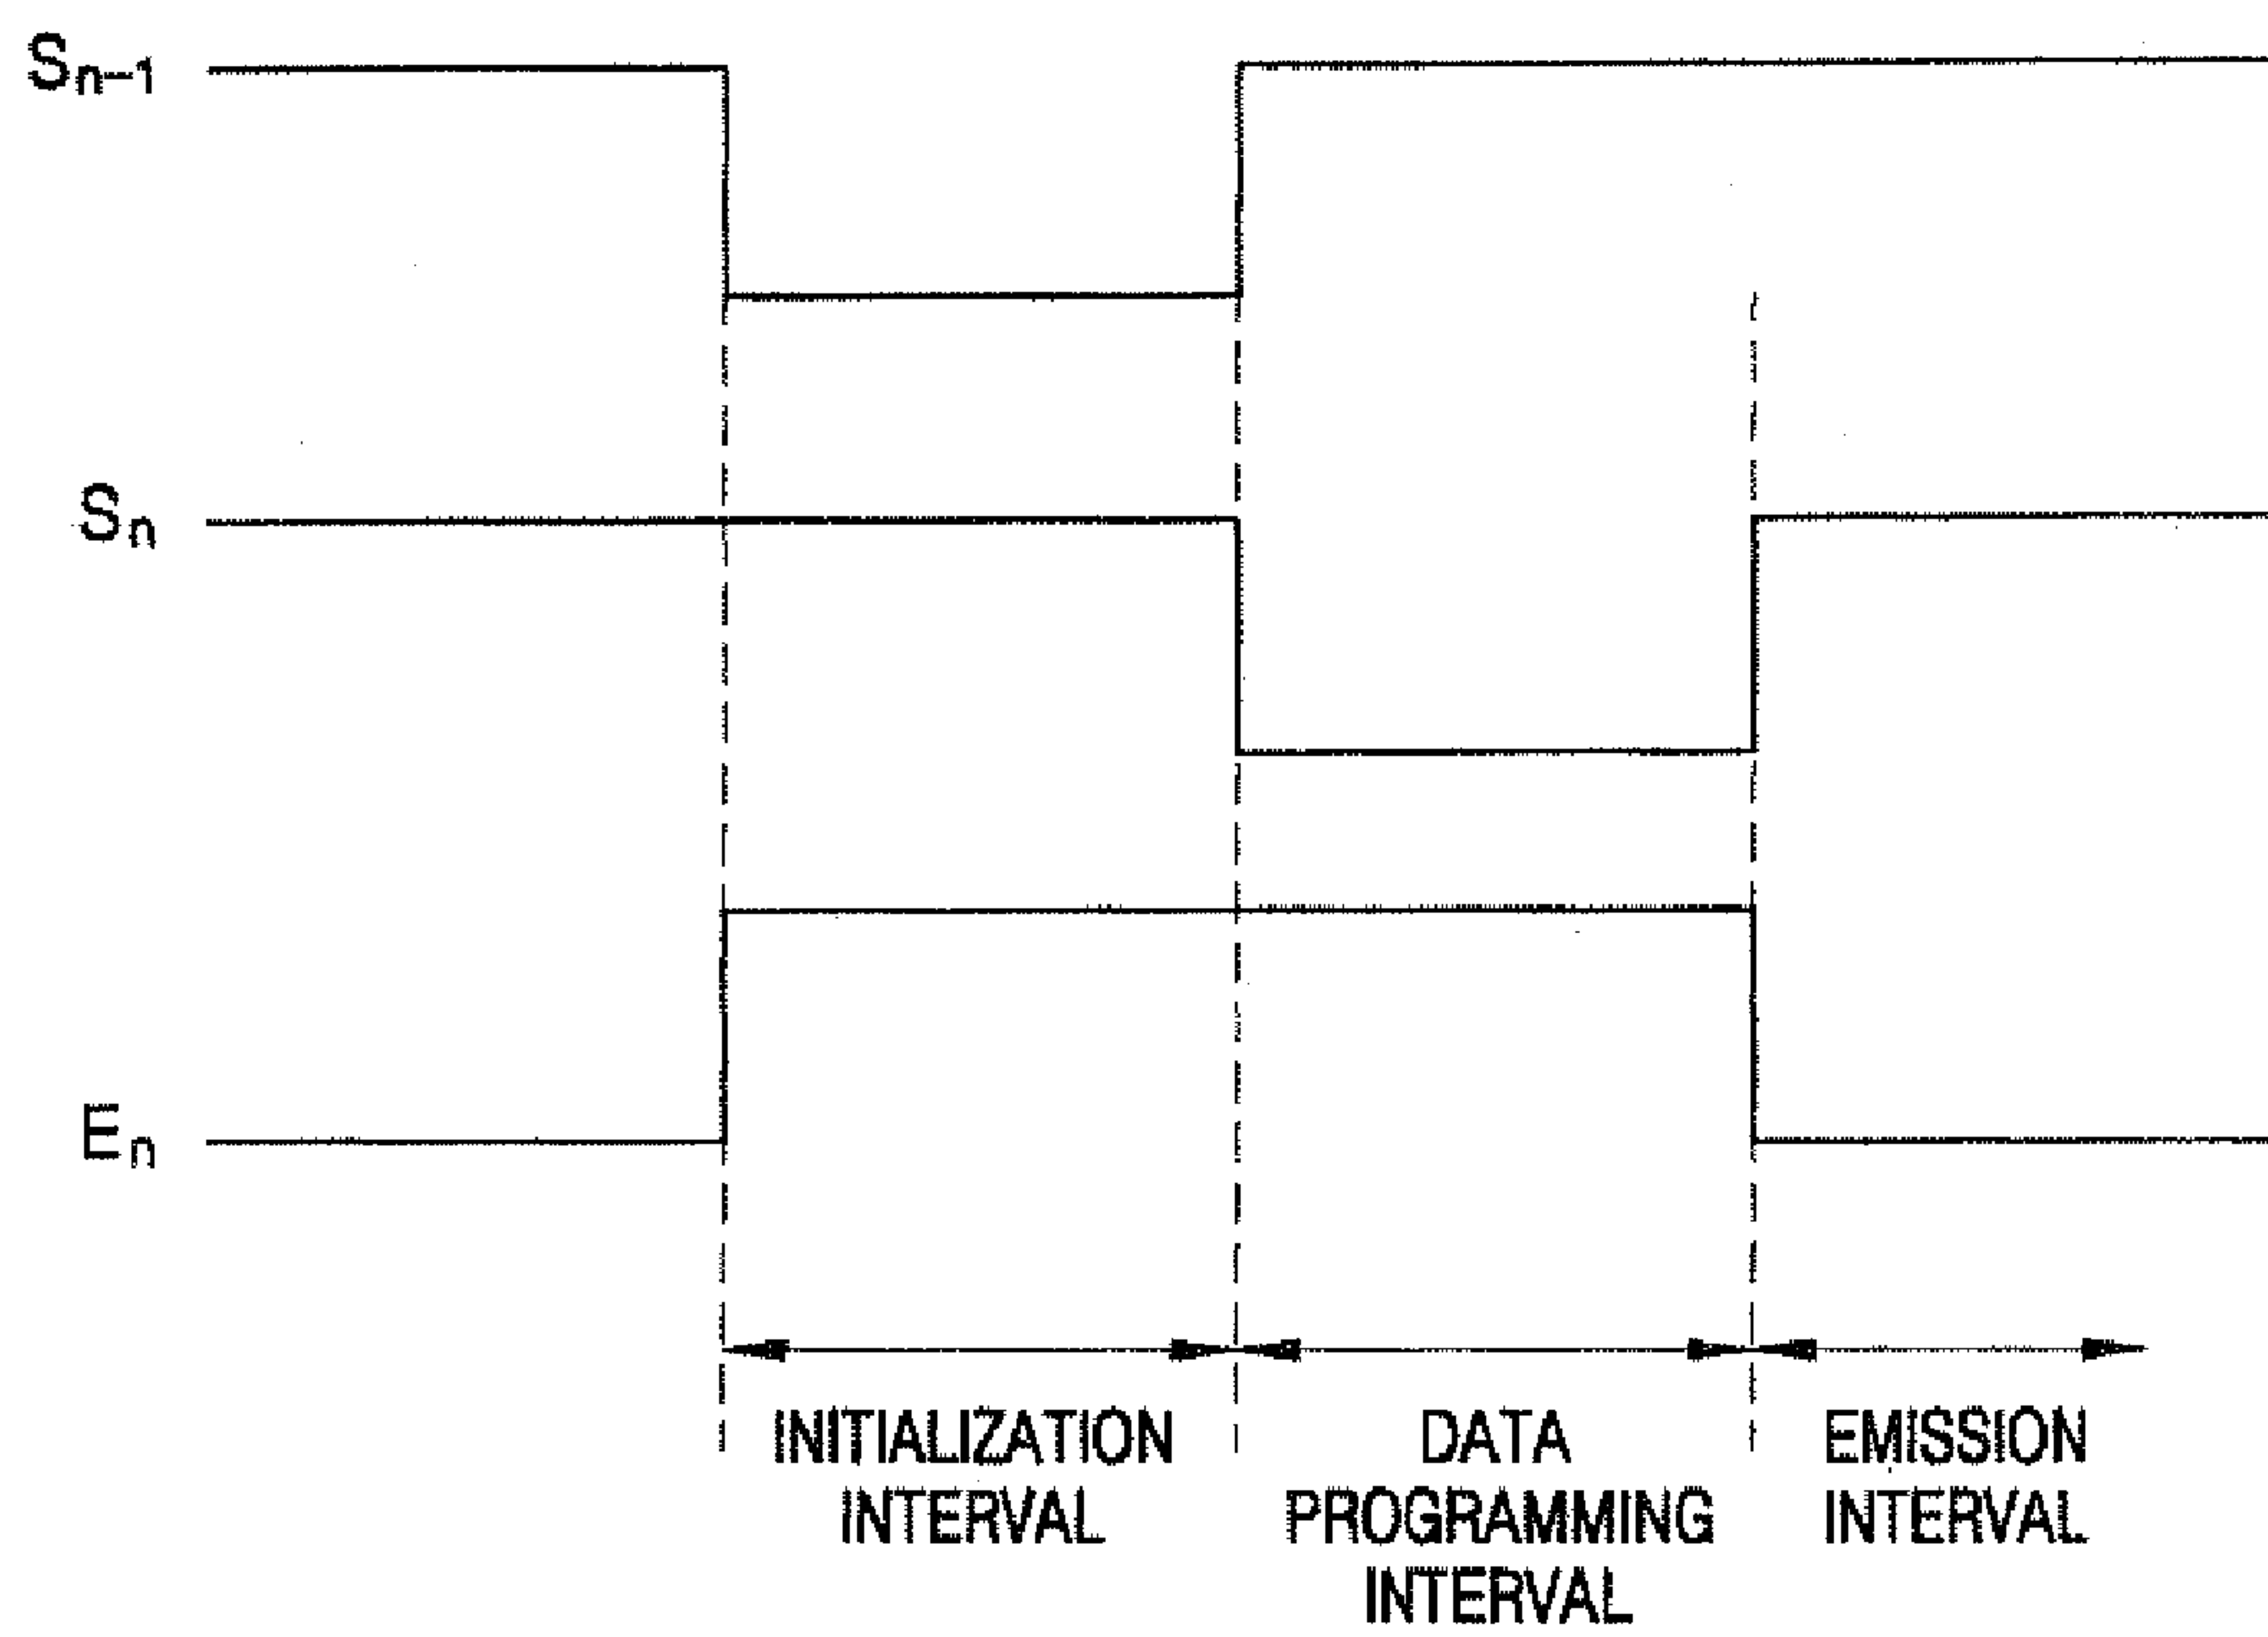 Sn-1
Sn
En
INITIALIZATION
INTERVAL
DATA
PROGRAMMING
INTERVAL
EMISSION
INTERVAL